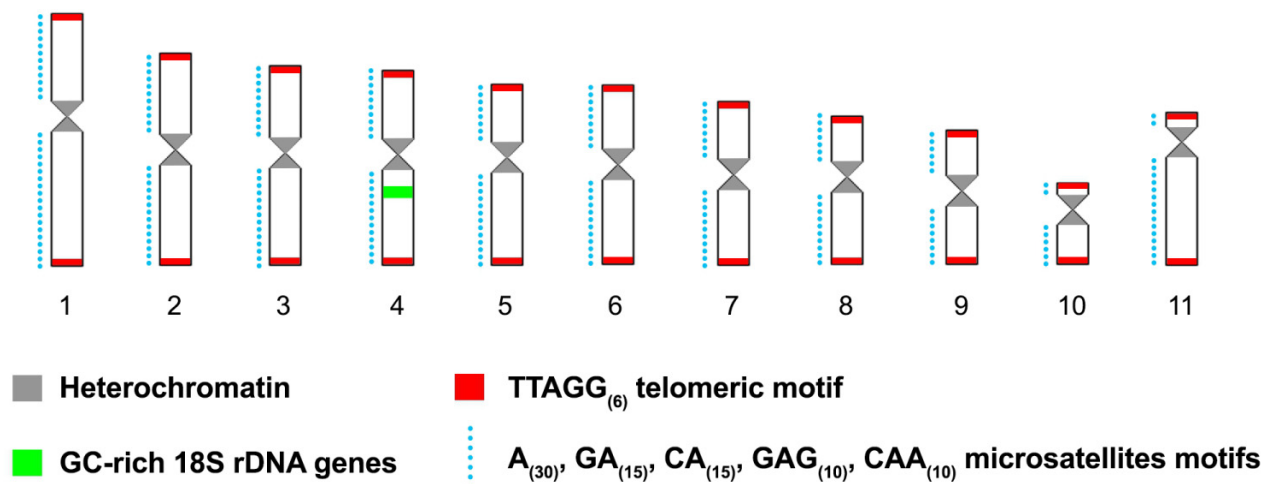 1 2 3 4 5 6 7 8 9 10 11
Heterochromatin
TTAGG(6) telomeric motif
GC-rich 18S rDNA genes
A(30), GA(15), CA(15), GAG(10), CAA(10) microsatellites motifs